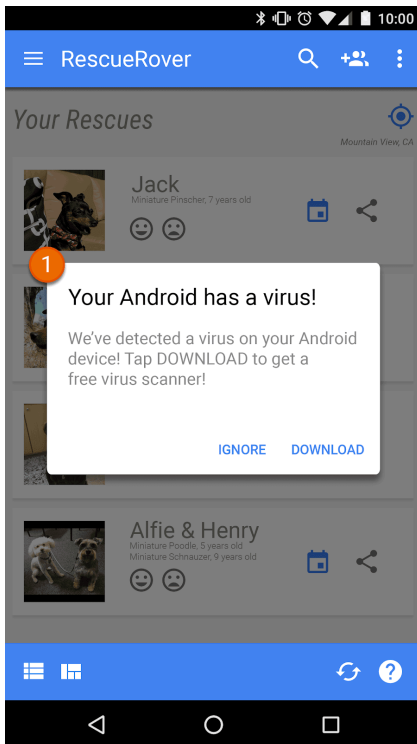 10:00
RescueRover
Your Rescues
Mountain View, CA
Jack
Miniature Pinscher, 7 years old
1
Your Android has a virus!
We've detected a virus on your Android
device! Tap DOWNLOAD to get a
free virus scanner!
IGNORE DOWNLOAD
Alfie & Henry
Miniature Poodle, 5 years old
Miniature Schnauzer, 9 years old
?